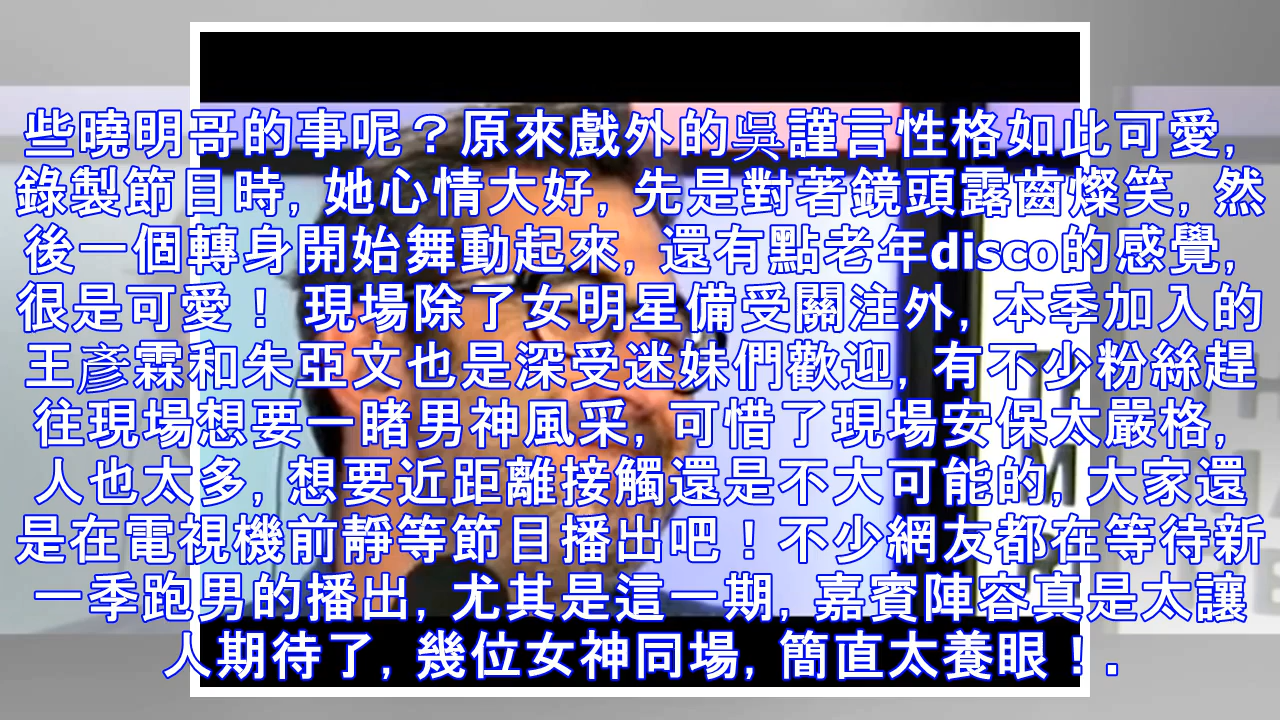 些曉明哥的事呢？原來戲外的吳謹言性格如此可愛,
錄製節目時, 她心情大好, 先是對著鏡頭露齒燦笑, 然
後一個轉身開始舞動起來, 還有點老年disco的感覺,
很是可愛！ 現場除了女明星備受關注外, 本季加入的
王彥霖和朱亞文也是深受迷妹們歡迎, 有不少粉絲趕
往現場想要一睹男神風采, 可惜了現場安保太嚴格,
人也太多, 想要近距離接觸還是不大可能的, 大家還
是在電視機前靜等節目播出吧！不少網友都在等待新
一季跑男的播出, 尤其是這一期, 嘉賓陣容真是太讓
人期待了, 幾位女神同場, 簡直太養眼！.